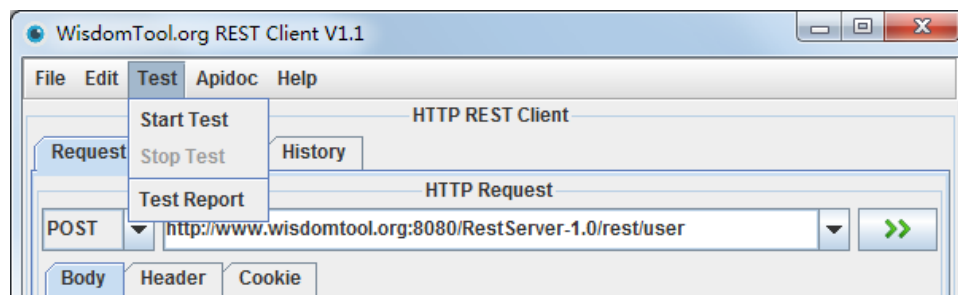 WisdomTool.org REST Client V1.1
File Edit Test Apidoc Help
HTTP REST Client
Start Test
Request
Stop Test
History
HTTP Request
Test Report
POST
http://www.wisdomtool.org:8080/RestServer-1.0/rest/user
>>
Body Header Cookie